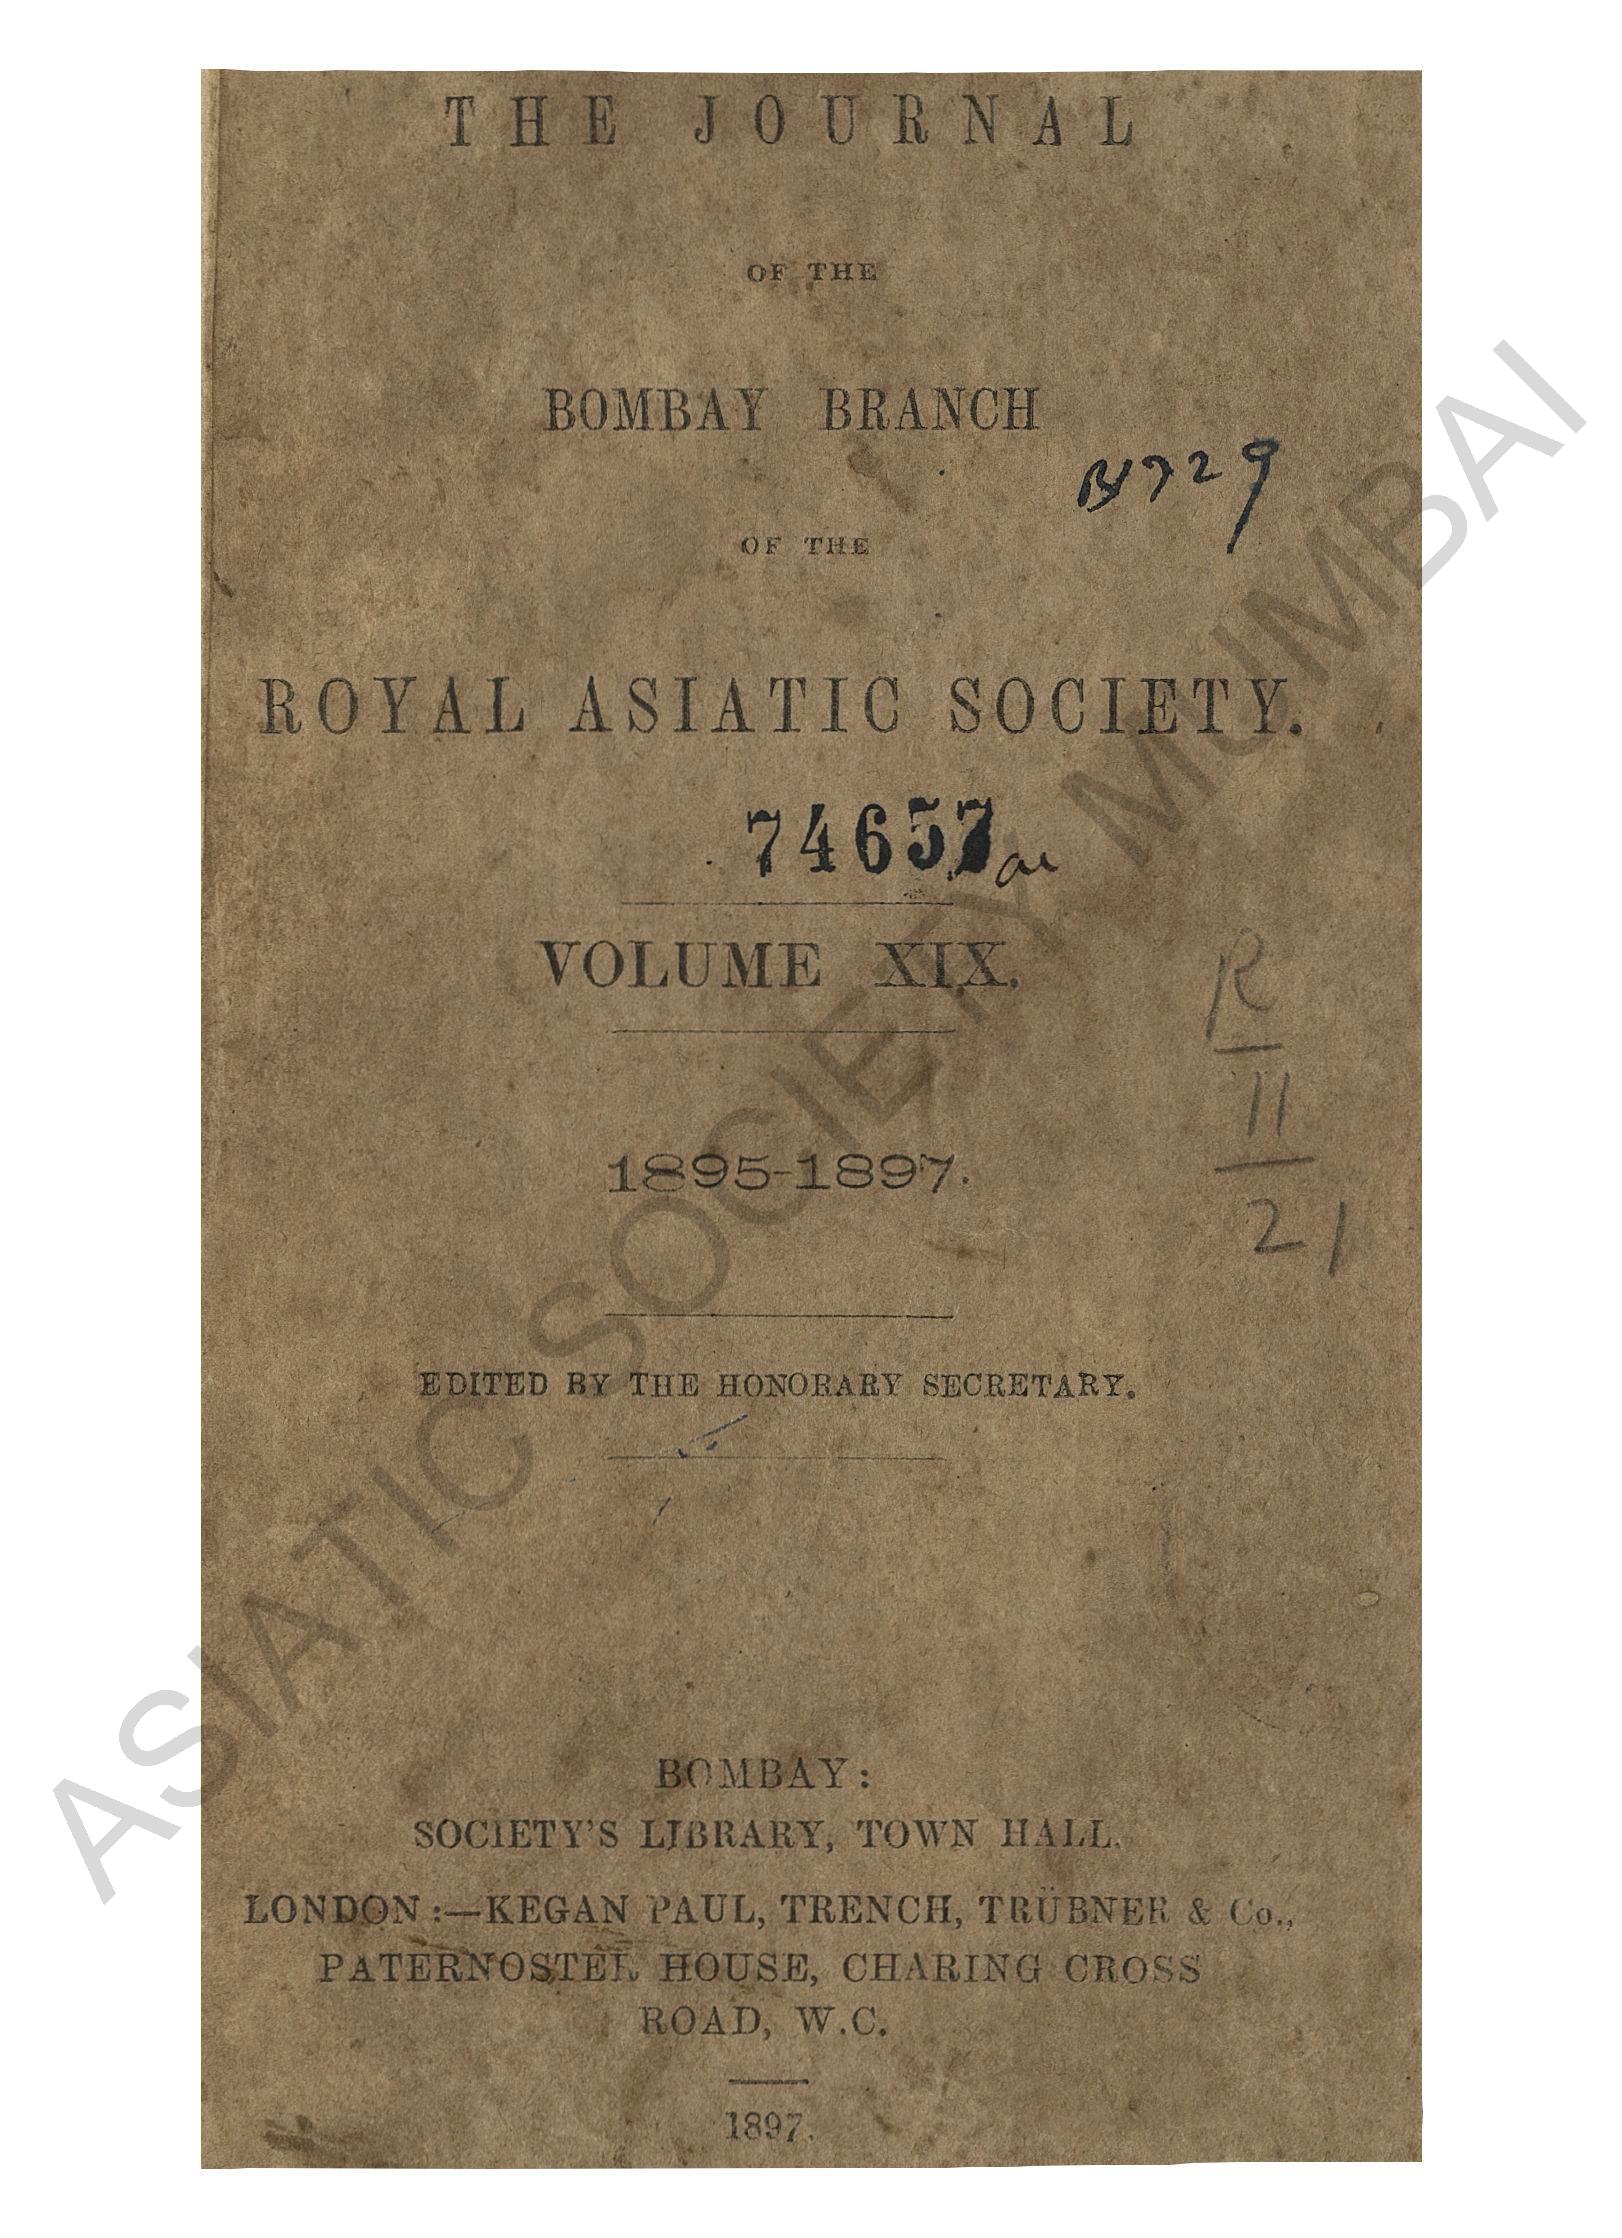 THE JOURNAL
OF THE
BOMBAY BRANCH
OF THE
ROYAL ASIATIC SOCIETY.
74657
VOLUME XIX.
R
11
21
1895-1897.
EDITED BY THE HONORARY SECRETARY.
BOMBAY:
SOCIETY'S LIBRARY, TOWN HALL.
LONDON:—KEGAN PAUL, TRENCH, TRÜBNER & Co.,
PATERNOSTER HOUSE, CHARING CROSS
ROAD, W.C.
1897.
ASIATIC SOCIETY MUMBAI